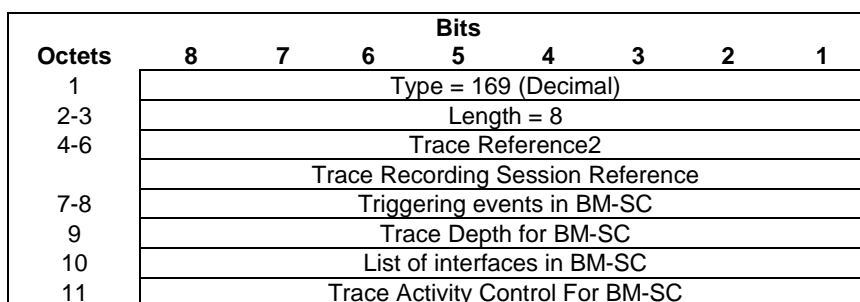 Bits
Octets 8 7 6 5 4 3 2 1
1 Type = 169 (Decimal)
2-3 Length = 8
4-6 Trace Reference2
Trace Recording Session Reference
7-8 Triggering events in BM-SC
9 Trace Depth for BM-SC
10 List of interfaces in BM-SC
11 Trace Activity Control For BM-SC